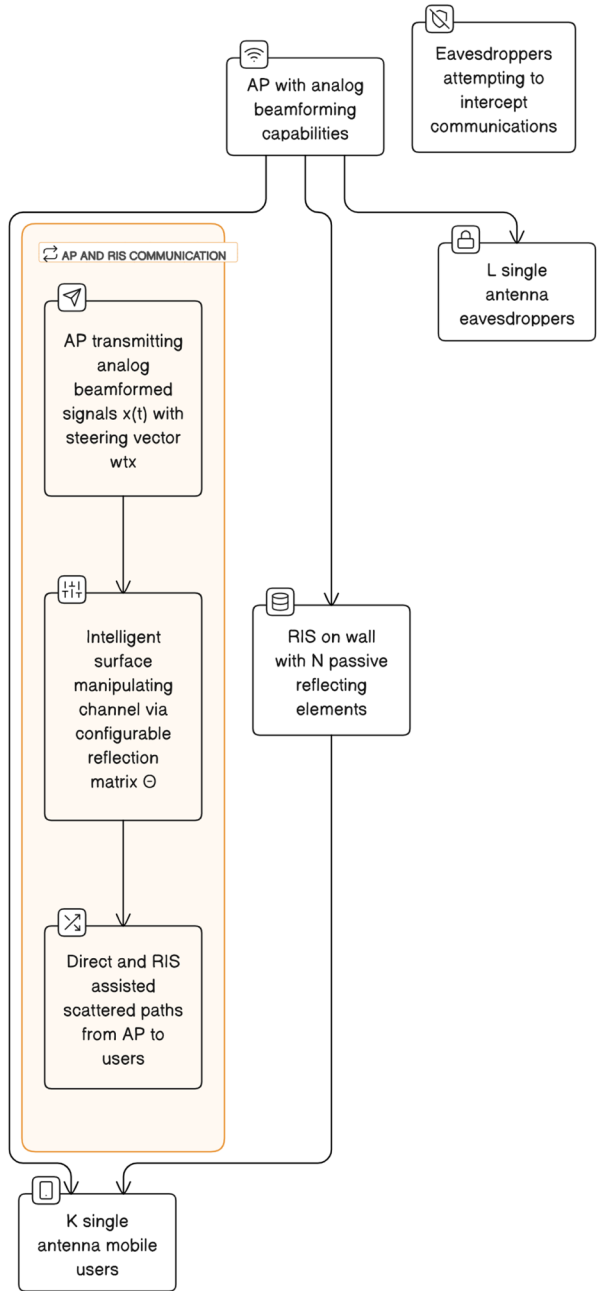 AP with analog
beamforming
capabilities
Eavesdroppers
attempting to
intercept
communications
L single
antenna
eavesdroppers
AP AND RIS COMMUNICATION
AP transmitting
analog
beamformed
signals x(t) with
steering vector
wtx
Intelligent
surface
manipulating
channel via
configurable
reflection
matrix Θ
RIS on wall
with N passive
reflecting
elements
Direct and RIS
assisted
scattered paths
from AP to
users
K single
antenna mobile
users